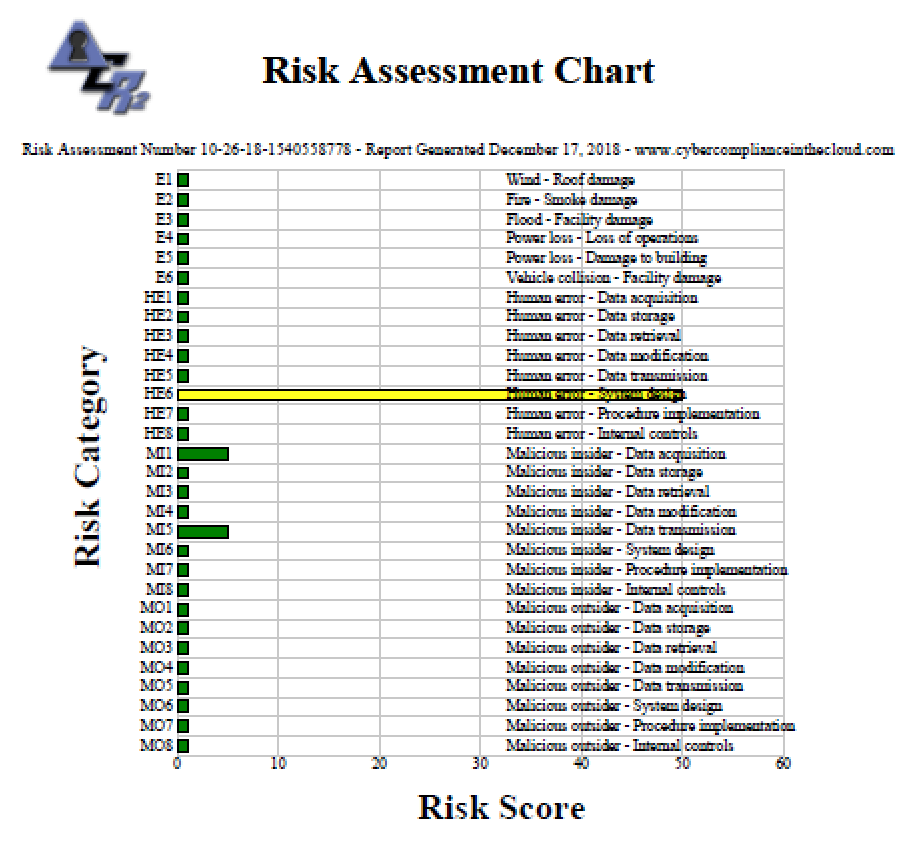 ACR2
Risk Assessment Chart
Risk Assessment Number 10-26-18-1540558778 - Report Generated December 17, 2018 - www.cybercomplianceinthecloud.com
Risk Category
E1 Wind - Roof damage
E2 Fire - Smoke damage
E3 Flood - Facility damage
E4 Power loss - Loss of operations
E5 Power loss - Damage to building
E6 Vehicle collision - Facility damage
HE1 Human error - Data acquisition
HE2 Human error - Data storage
HE3 Human error - Data retrieval
HE4 Human error - Data modification
HE5 Human error - Data transmission
HE6 Human error - System design
HE7 Human error - Procedure implementation
HE8 Human error - Internal controls
MI1 Malicious insider - Data acquisition
MI2 Malicious insider - Data storage
MI3 Malicious insider - Data retrieval
MI4 Malicious insider - Data modification
MI5 Malicious insider - Data transmission
MI6 Malicious insider - System design
MI7 Malicious insider - Procedure implementation
MI8 Malicious insider - Internal controls
MO1 Malicious outsider - Data acquisition
MO2 Malicious outsider - Data storage
MO3 Malicious outsider - Data retrieval
MO4 Malicious outsider - Data modification
MO5 Malicious outsider - Data transmission
MO6 Malicious outsider - System design
MO7 Malicious outsider - Procedure implementation
MO8 Malicious outsider - Internal controls
0 10 20 30 40 50 60
Risk Score